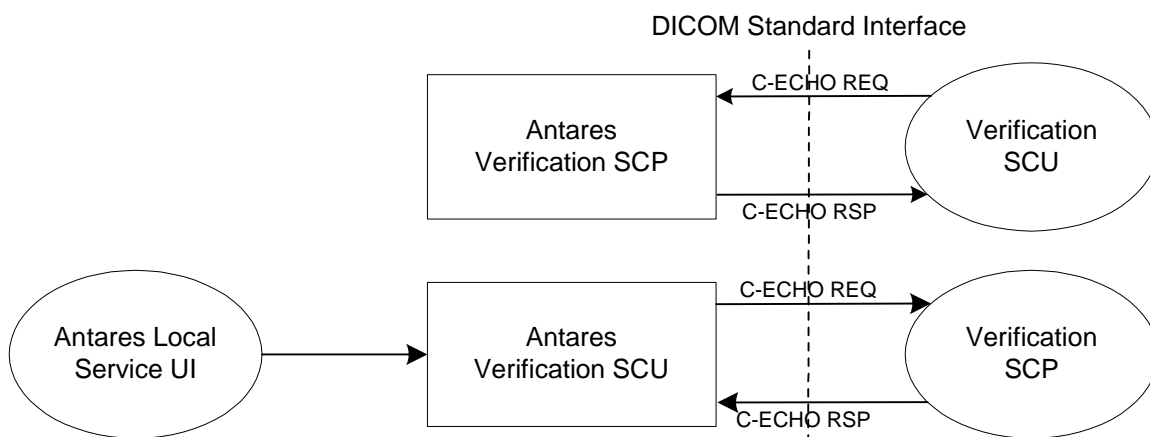 DICOM Standard Interface
C-ECHO REQ
Antares
Verification SCP
Verification
SCU
C-ECHO RSP
Antares Local
Service UI
Antares
Verification SCU
C-ECHO REQ
Verification
SCP
C-ECHO RSP